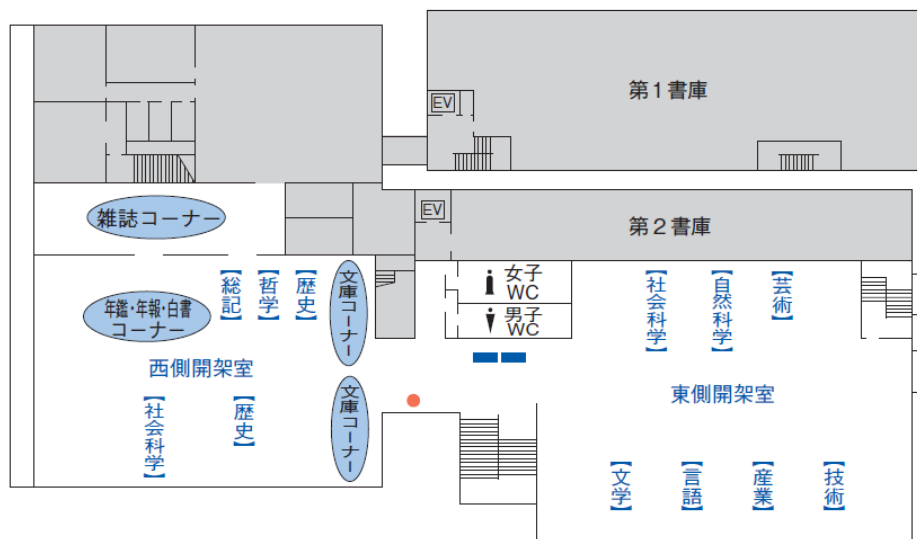 第1書庫
EV
EV
第2書庫
雑誌コーナー
年鑑・年報・白書
コーナー
【総記】
【哲学】
【歴史】
文庫コーナー
女子
WC
男子
WC
【社会科学】
【自然科学】
【芸術】
西側開架室
東側開架室
【社会科学】
【歴史】
文庫コーナー
【文学】
【言語】
【産業】
【技術】